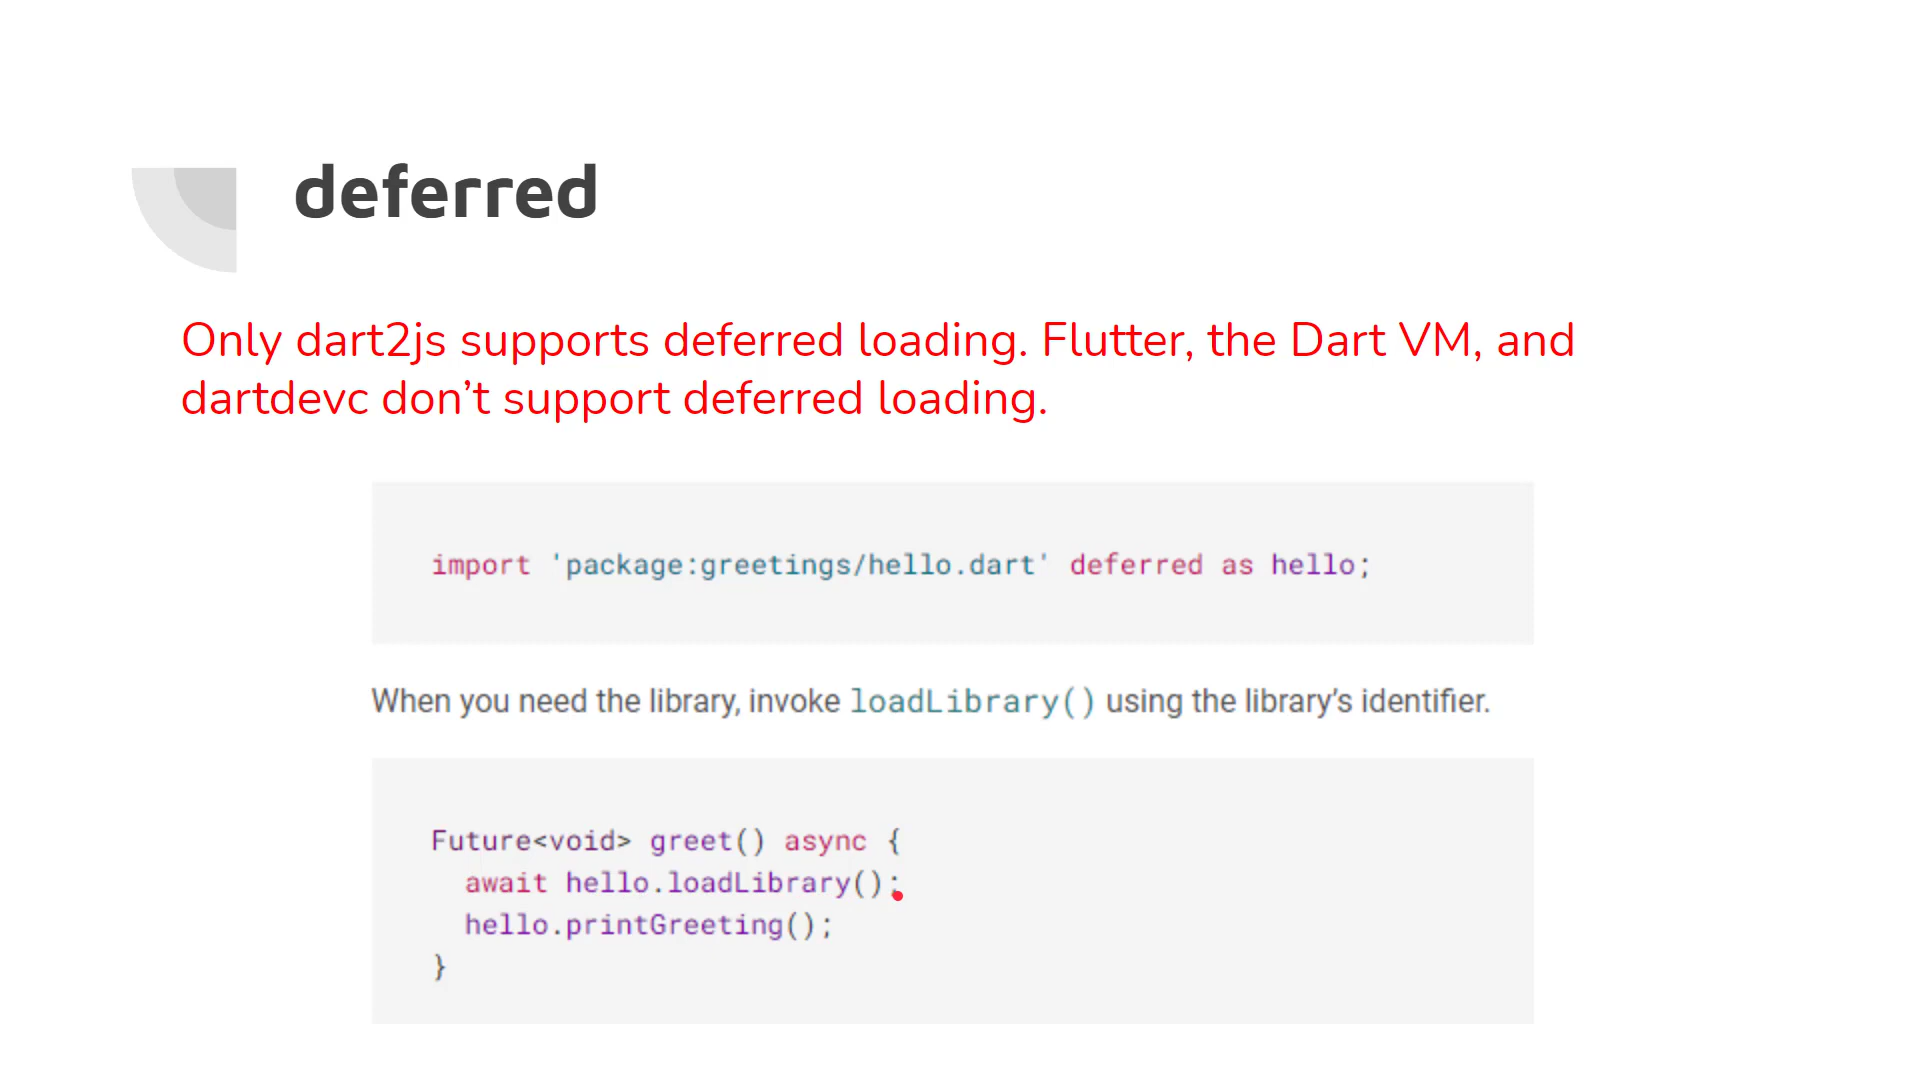 deferred
Only dart2js supports deferred loading. Flutter, the Dart VM, and
dartdevc don’t support deferred loading.
import 'package:greetings/hello.dart' deferred as hello;
When you need the library, invoke loadLibrary() using the library’s identifier.
Future<void> greet() async {
  await hello.loadLibrary();
  hello.printGreeting();
}